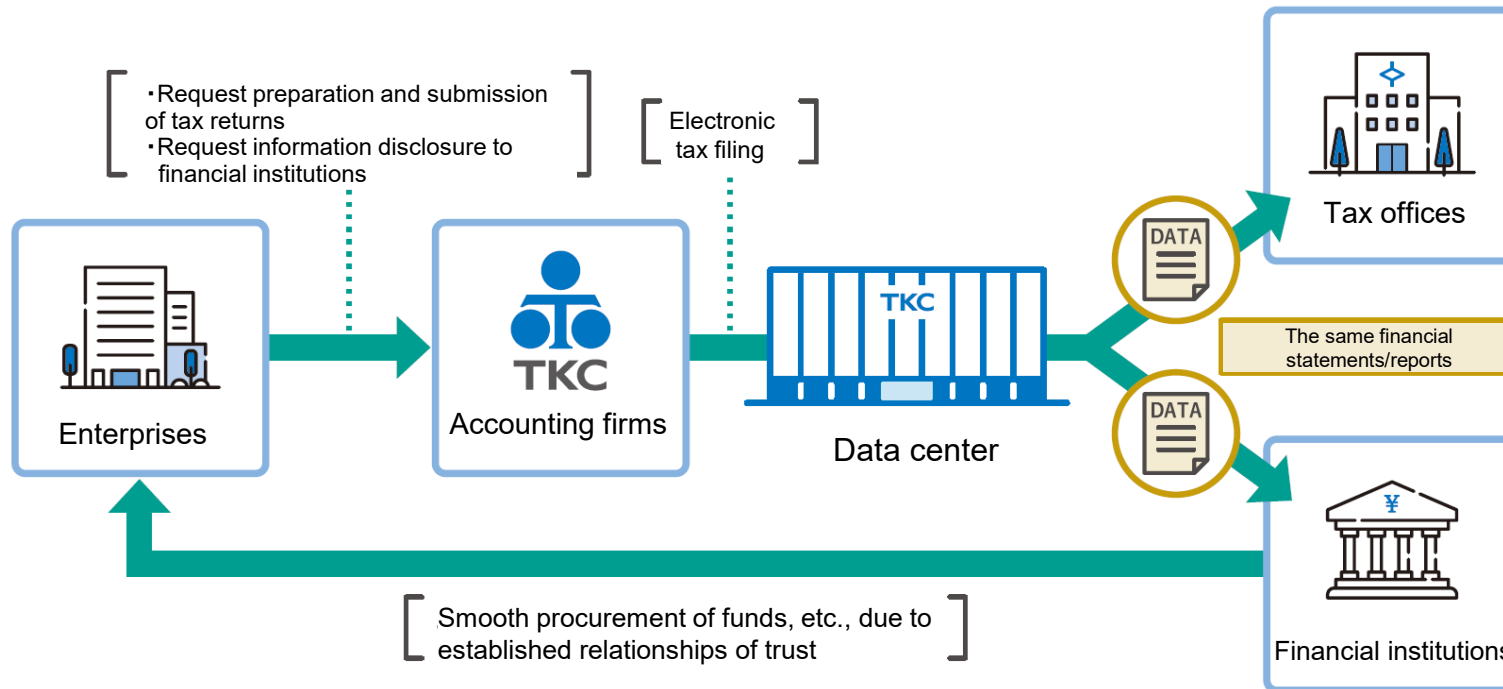 ・Request preparation and submission
of tax returns
・Request information disclosure to
financial institutions
Electronic
tax filing
DATA
Tax offices
TKC
TKC
The same financial
statements/reports
Enterprises
Accounting firms
Data center
DATA
¥
Smooth procurement of funds, etc., due to
established relationships of trust
Financial institutions